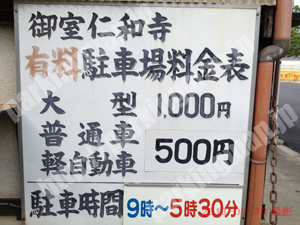 御室仁和寺
有料駐車場料金表
大型 1,000円
普通車
軽自動車 500円
駐車時間 9時～5時30分